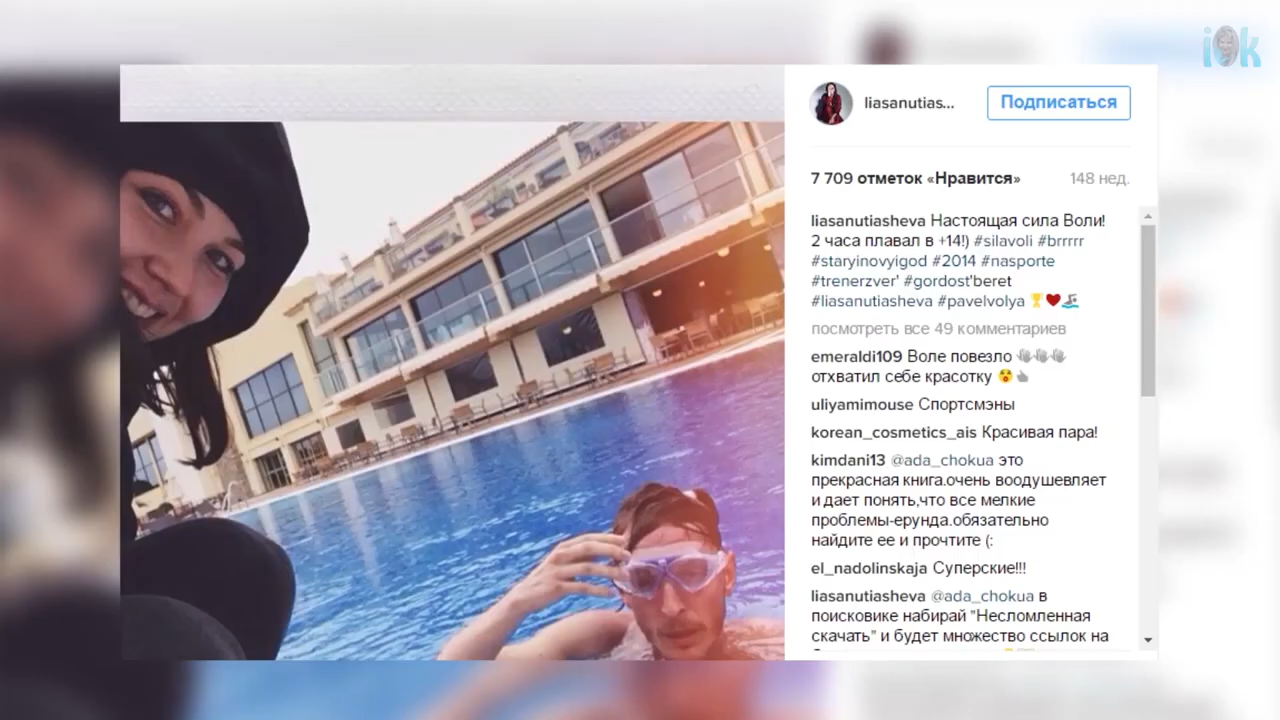 iok
liasanutias...
Подписаться
7 709 отметок «Нравится»
148 нед.
liasanutiasheva Настоящая сила Воли!
2 часа плавал в +14!) #silavoli #brrrrr
#staryinovyigod #2014 #nasporte
#trenerzver' #gordost'beret
#liasanutiasheva #pavelvolya 🏆❤️🏊
посмотреть все 49 комментариев
emeraldi109 Воле повезло 👋👋👋
отхватил себе красотку 😲👆
uliyamimouse Спортсмэны
korean_cosmetics_ais Красивая пара!
kimdani13 @ada_chokua это
прекрасная книга.очень воодушевляет
и дает понять,что все мелкие
проблемы-ерунда.обязательно
найдите ее и прочтите (:
el_nadolinskaja Суперские!!!
liasanutiasheva @ada_chokua в
поисковике набирай "Несломленная
скачать" и будет множество ссылок на